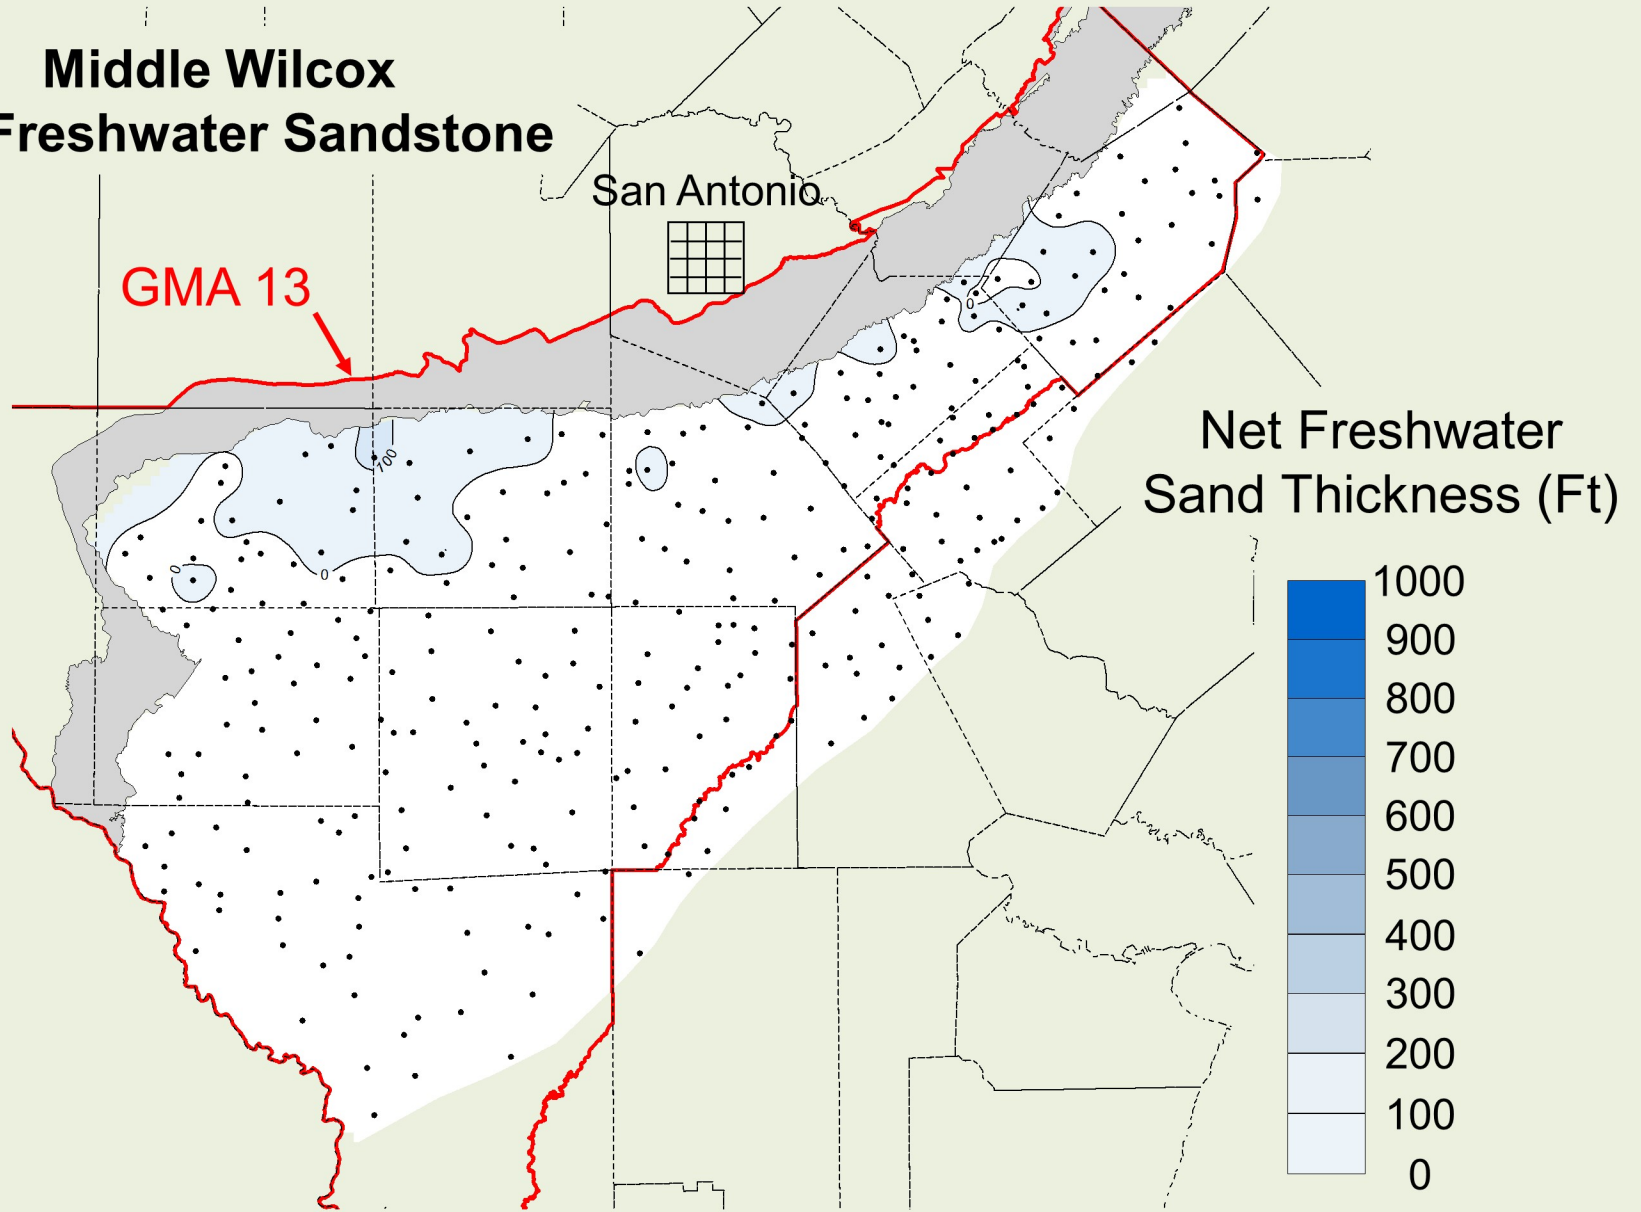 Middle Wilcox
Freshwater Sandstone
San Antonio
GMA 13
100
0
0
0
Net Freshwater
Sand Thickness (Ft)
1000
900
800
700
600
500
400
300
200
100
0